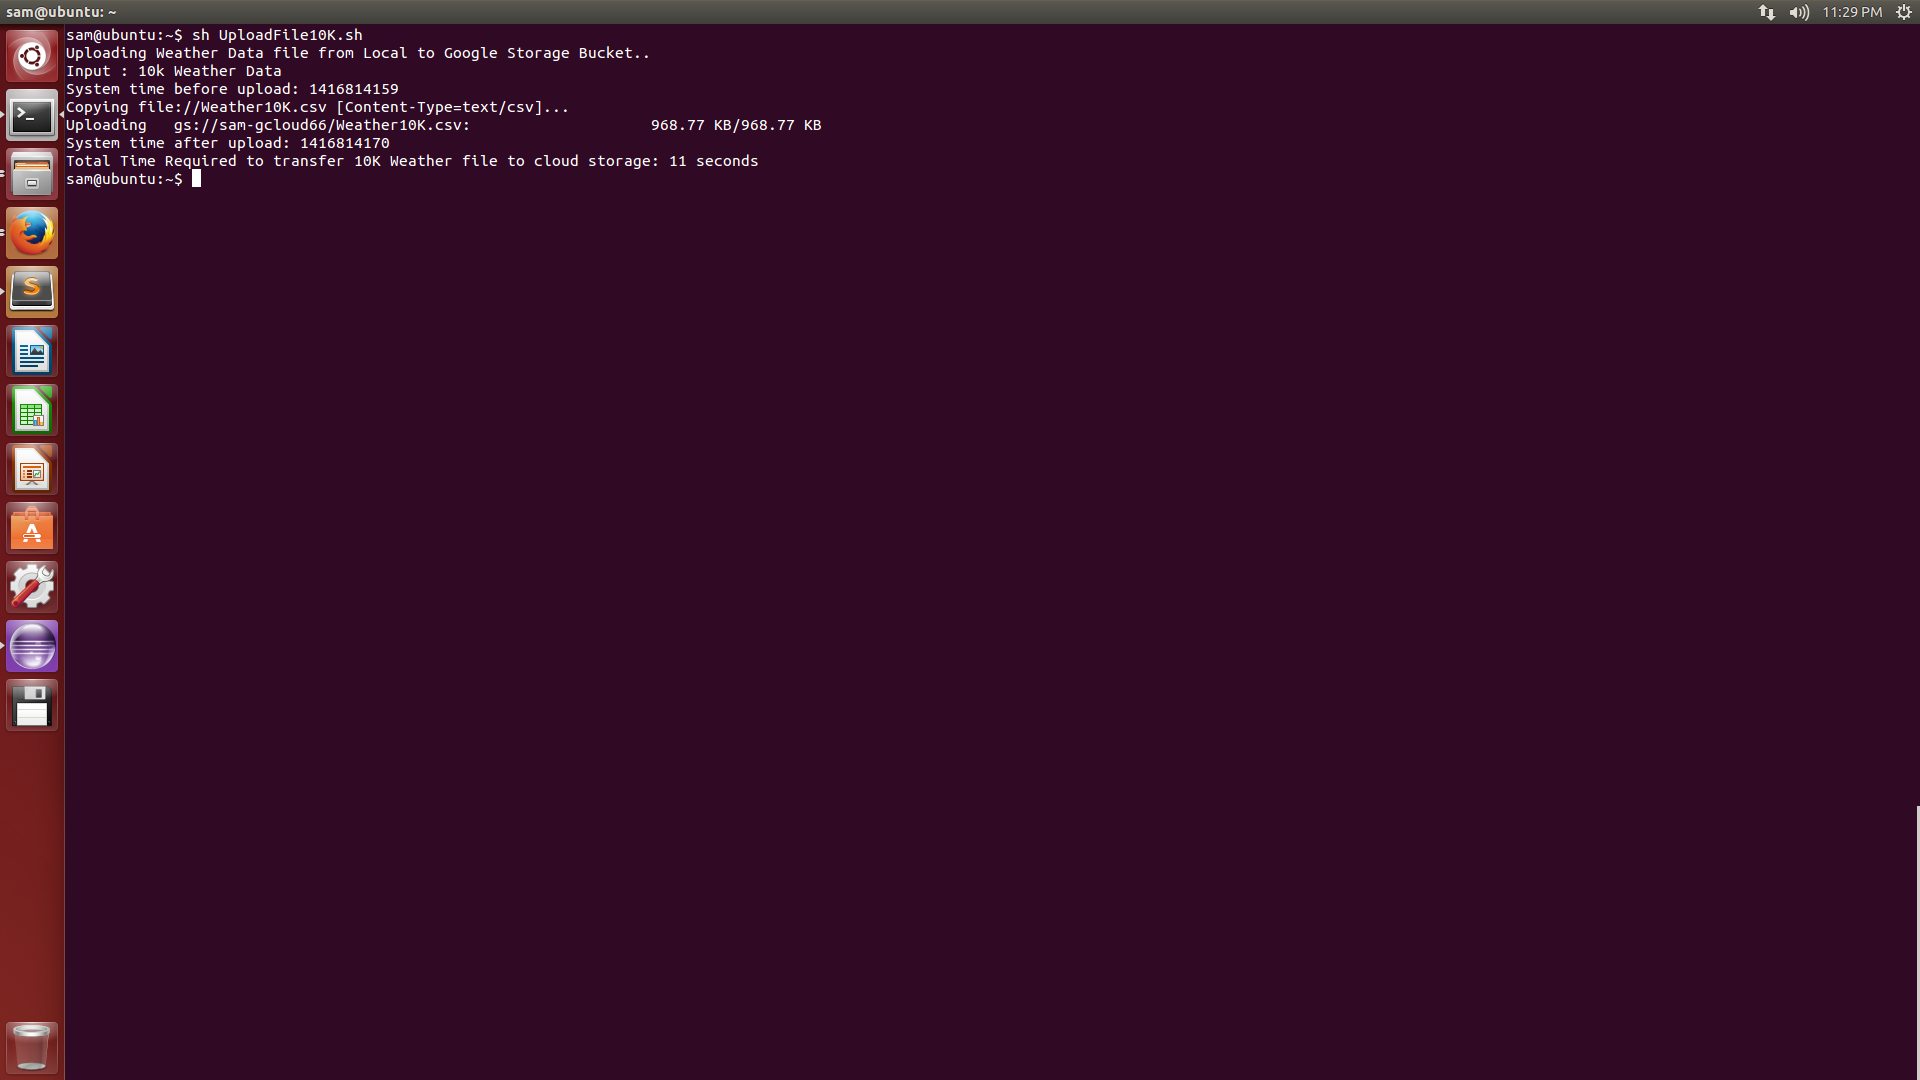 sam@ubuntu: ~
11:29 PM
sam@ubuntu:~$ sh UploadFile10K.sh
Uploading Weather Data file from Local to Google Storage Bucket..
Input : 10k Weather Data
System time before upload: 1416814159
Copying file://Weather10K.csv [Content-Type=text/csv]...
Uploading   gs://sam-gcloud66/Weather10K.csv:                    968.77 KB/968.77 KB
System time after upload: 1416814170
Total Time Required to transfer 10K Weather file to cloud storage: 11 seconds
sam@ubuntu:~$